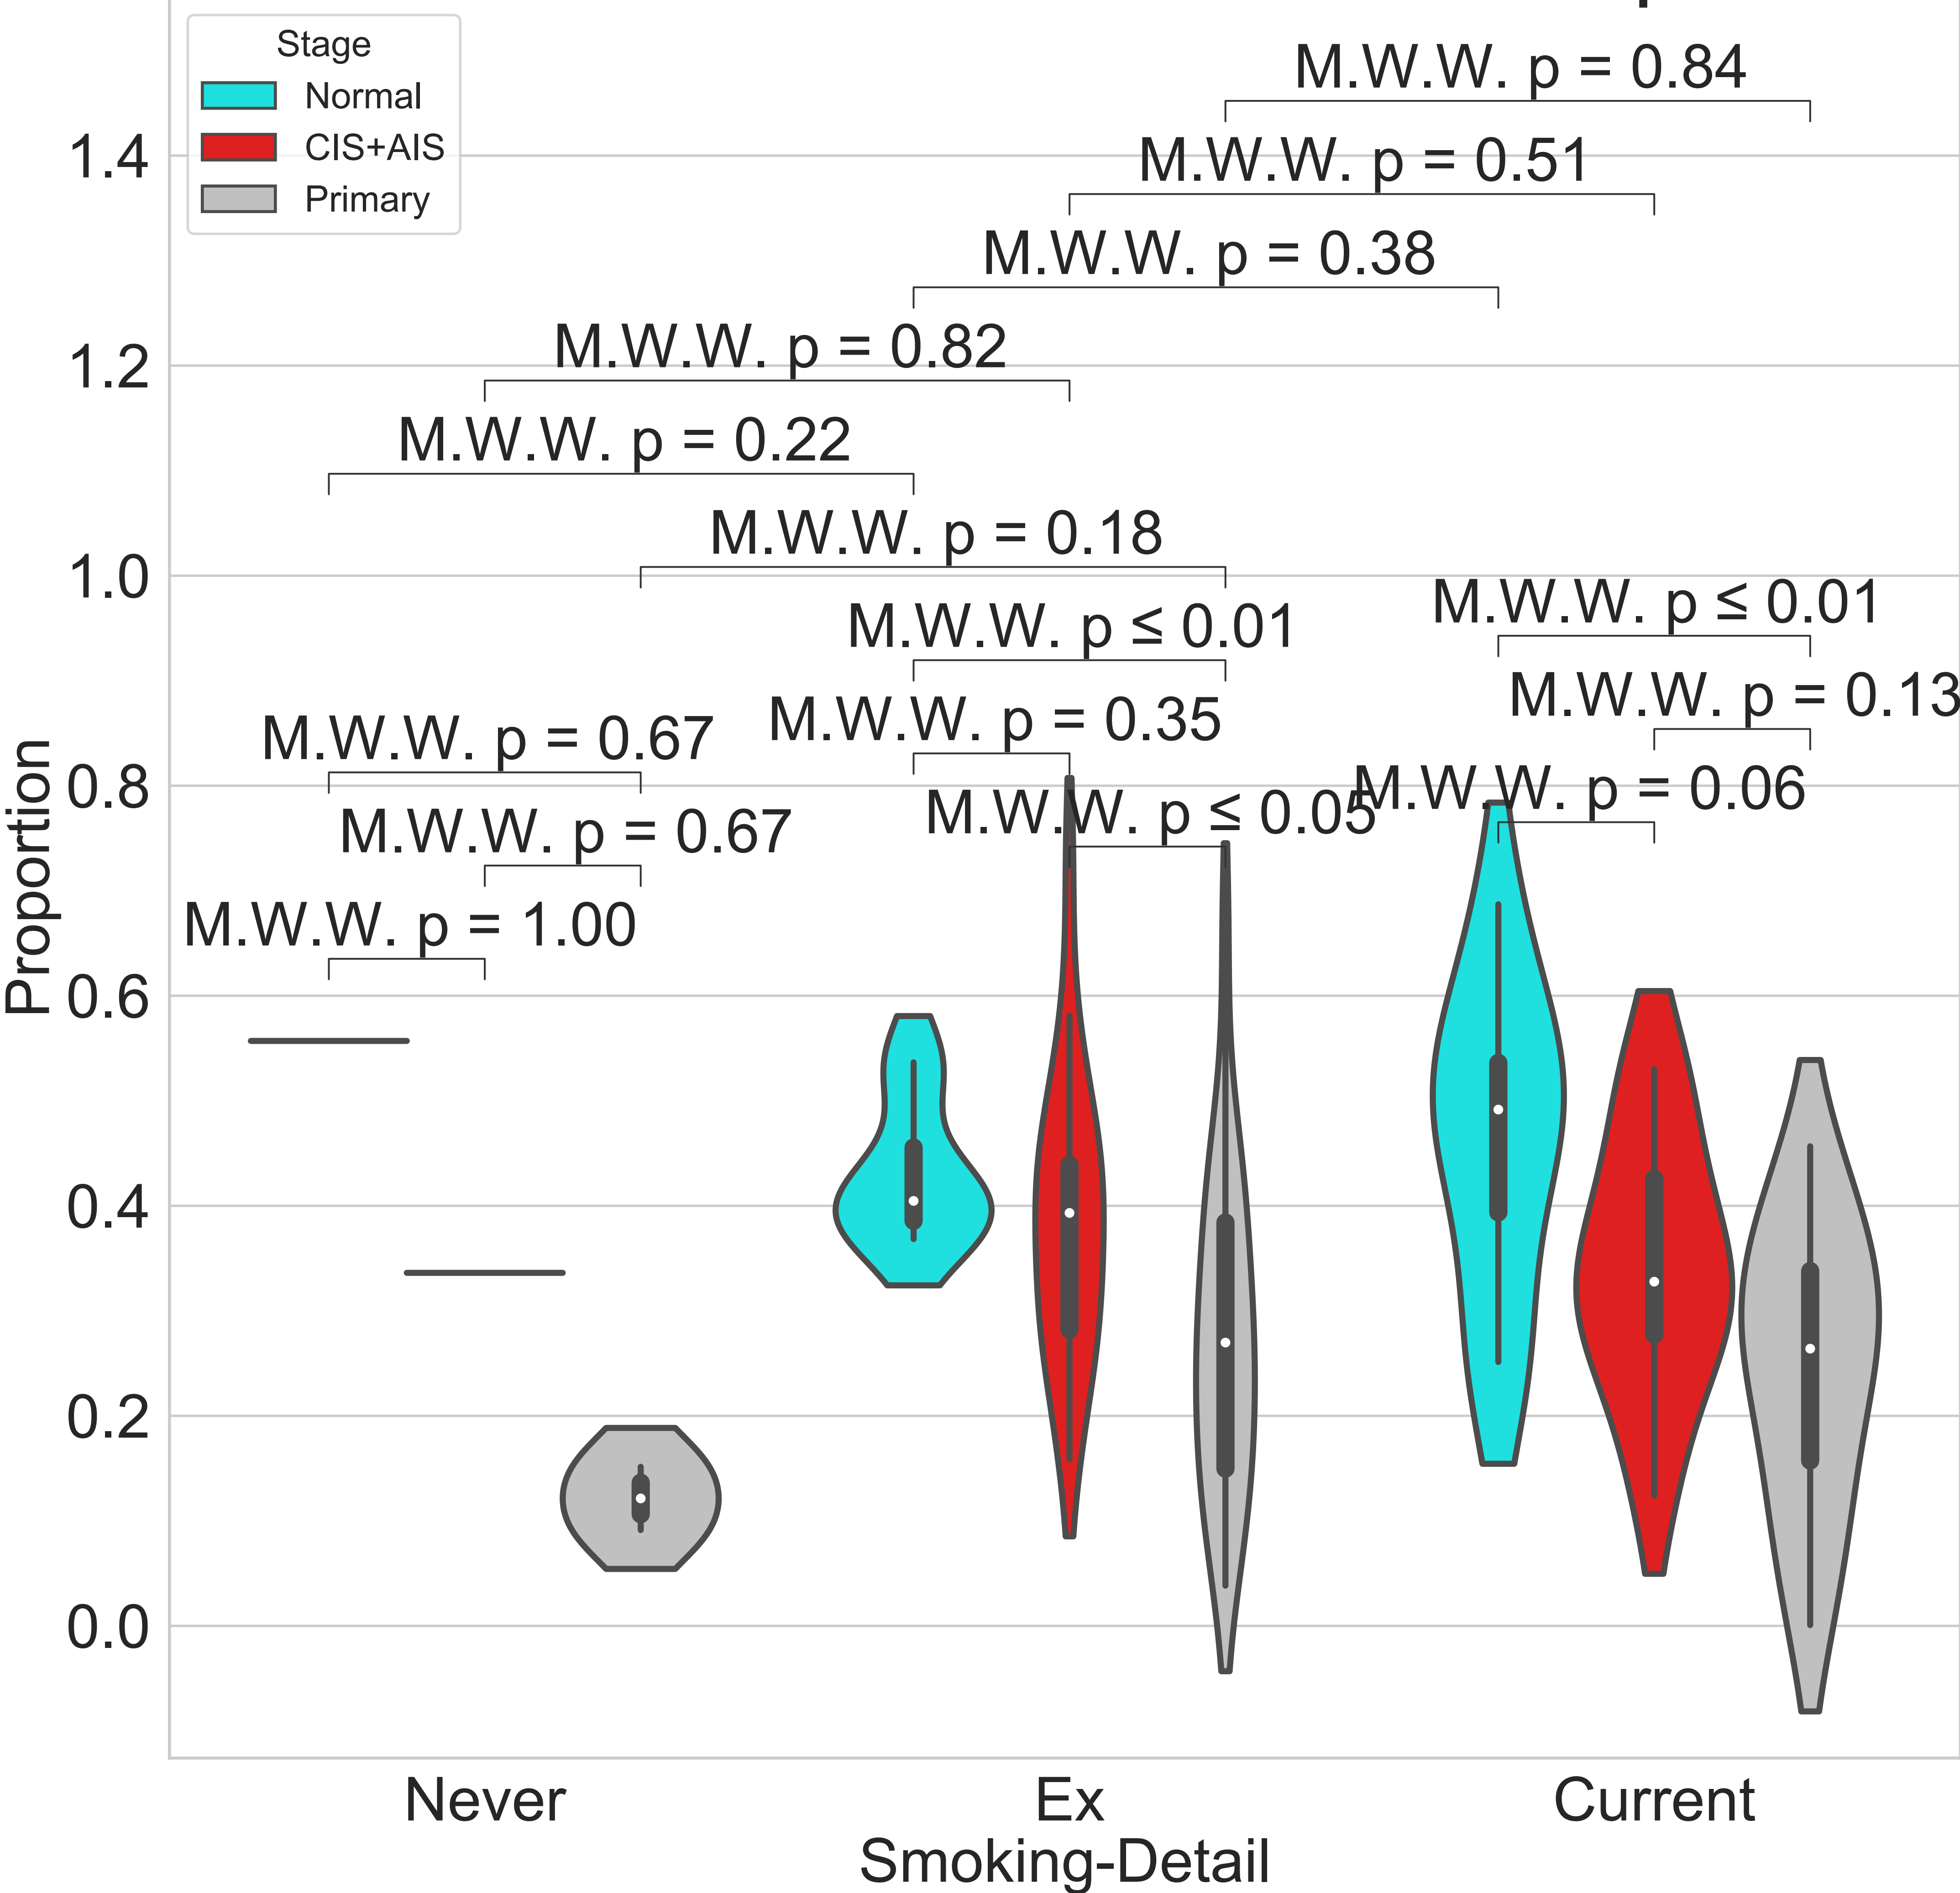 Stage
Normal
CIS+AIS
Primary
M.W.W. p = 0.84
M.W.W. p = 0.51
M.W.W. p = 0.38
M.W.W. p = 0.82
M.W.W. p = 0.22
M.W.W. p = 0.18
M.W.W. p ≤ 0.01
M.W.W. p ≤ 0.01
M.W.W. p = 0.13
M.W.W. p = 0.35
M.W.W. p = 0.67
M.W.W. p = 0.06
M.W.W. p ≤ 0.05
M.W.W. p = 0.67
M.W.W. p = 1.00
1.4
1.2
1.0
0.8
0.6
0.4
0.2
0.0
Proportion
Never Ex Current
Smoking-Detail